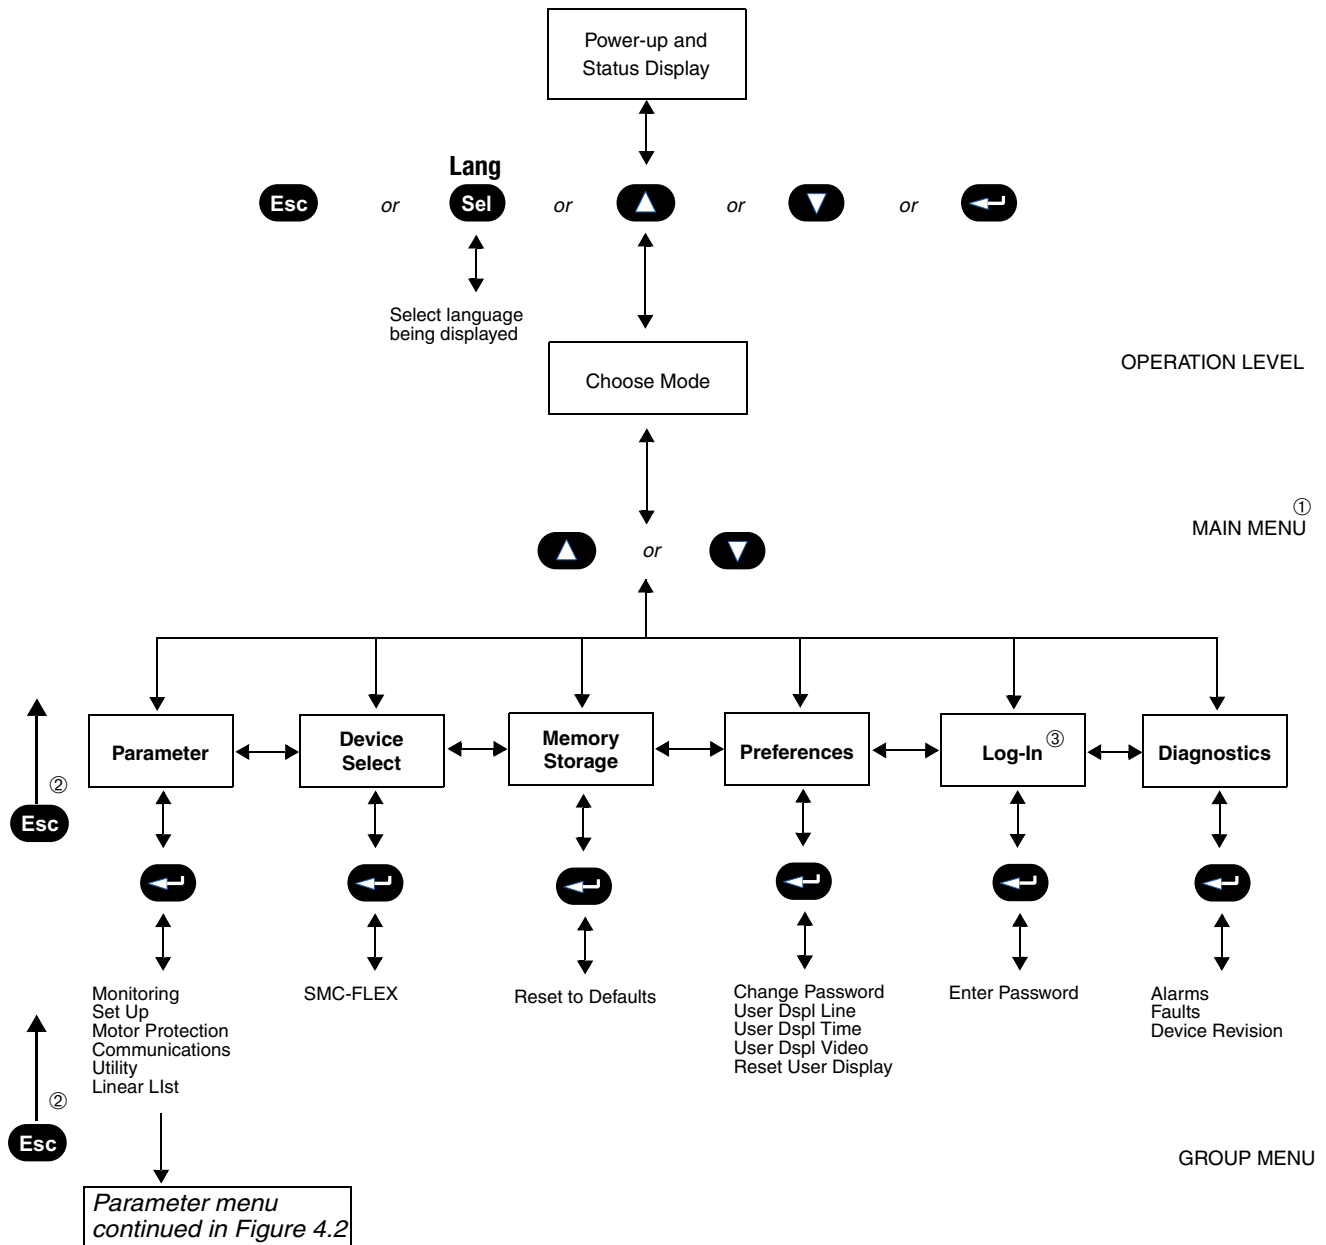 Power-up and
Status Display
Lang
Esc or Sel or or or
Select language
being displayed
OPERATION LEVEL
Choose Mode
①
MAIN MENU
or
Parameter
Device
Select
Memory
Storage
Preferences
Log-In ③
Diagnostics
②
Esc
Monitoring
Set Up
Motor Protection
Communications
Utility
Linear LIst
SMC-FLEX
Reset to Defaults
Change Password
User Dspl Line
User Dspl Time
User Dspl Video
Reset User Display
Enter Password
Alarms
Faults
Device Revision
②
Esc
GROUP MENU
Parameter menu
continued in Figure 4.2